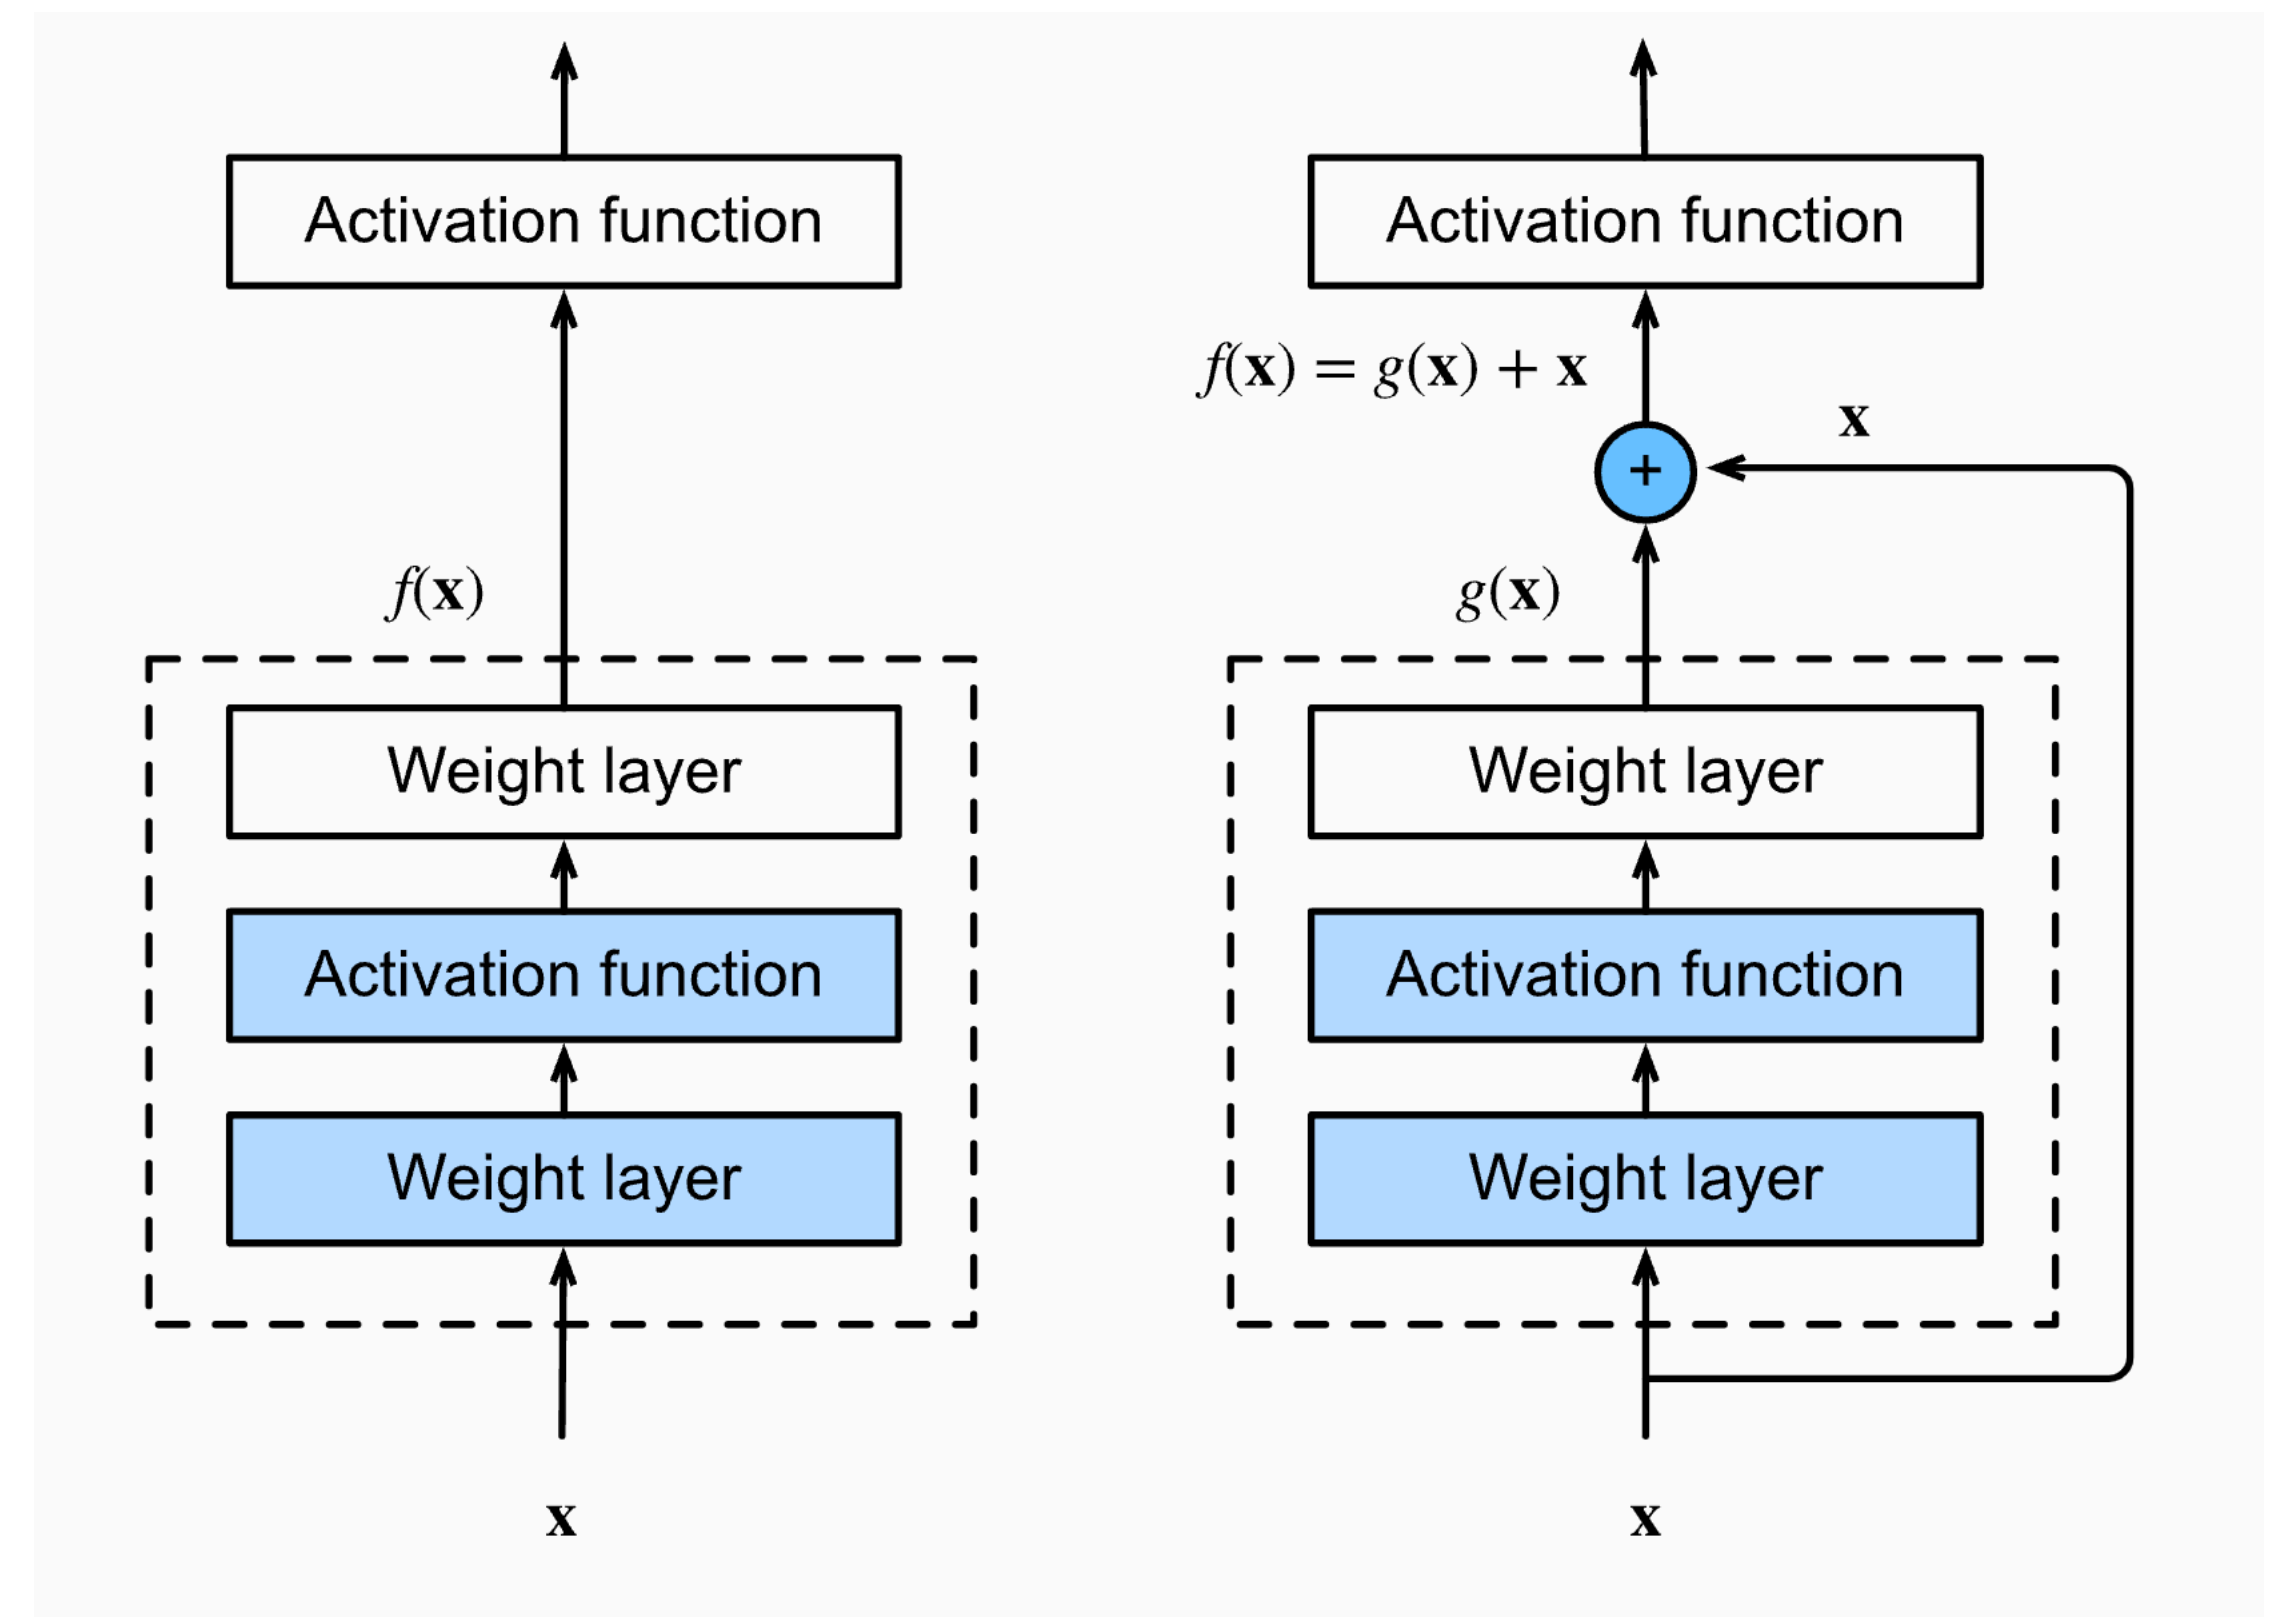 Activation function
f(x)
Weight layer
Activation function
Weight layer
x
Activation function
f(x) = g(x) + x
x
+
g(x)
Weight layer
Activation function
Weight layer
x